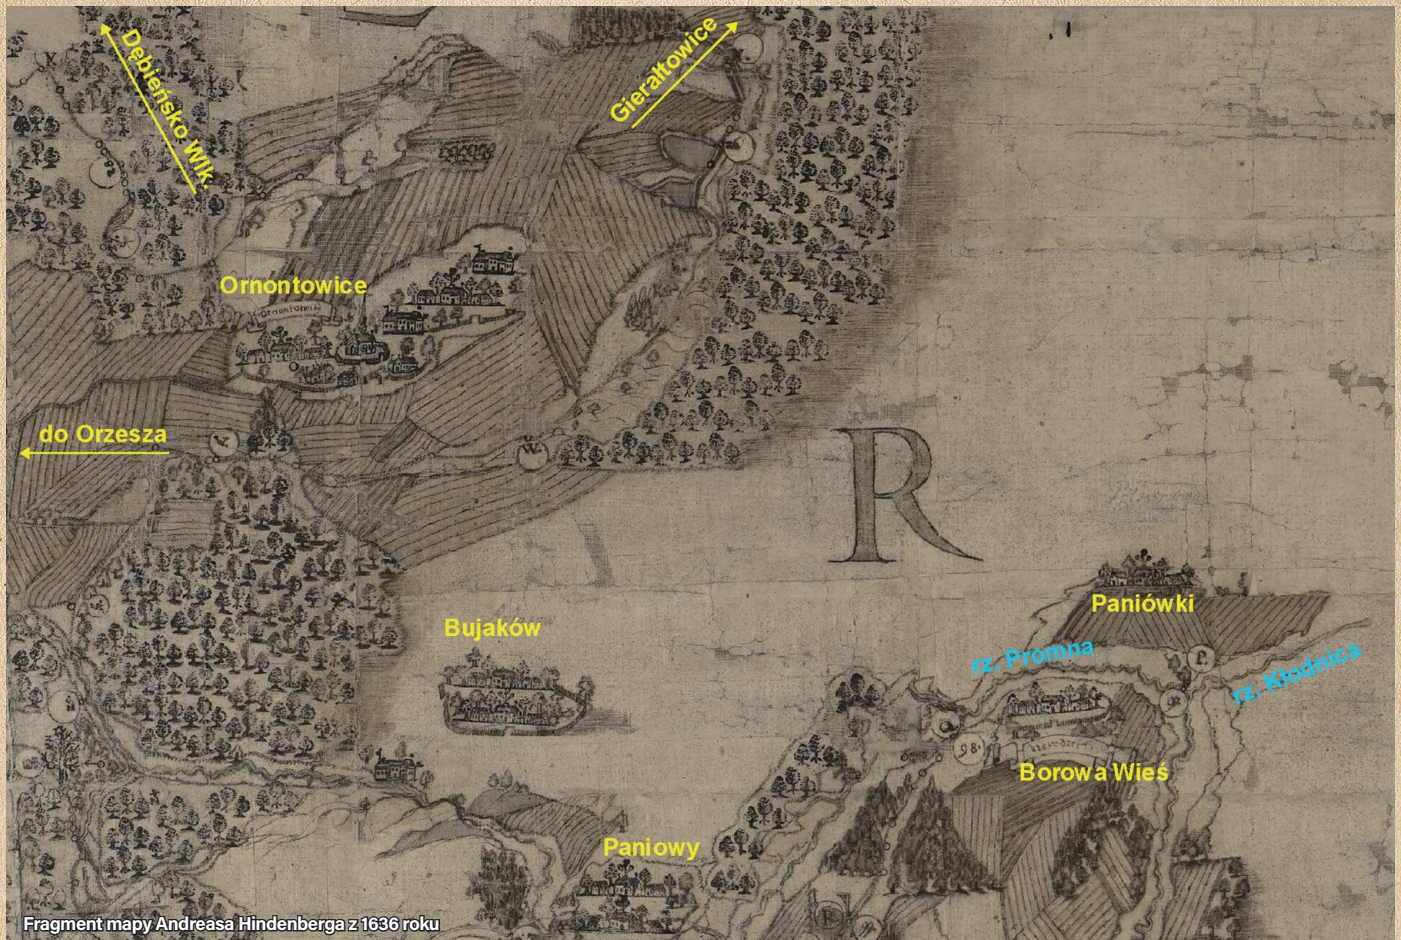 Dębieńsko Wlk.
Gierałtowice
Ornontowice
do Orzesza
R
Bujaków
Paniówki
rz. Promna
rz. Kłodnica
Borowa Wieś
Paniowy
Fragment mapy Andreasa Hindenberga z 1636 roku